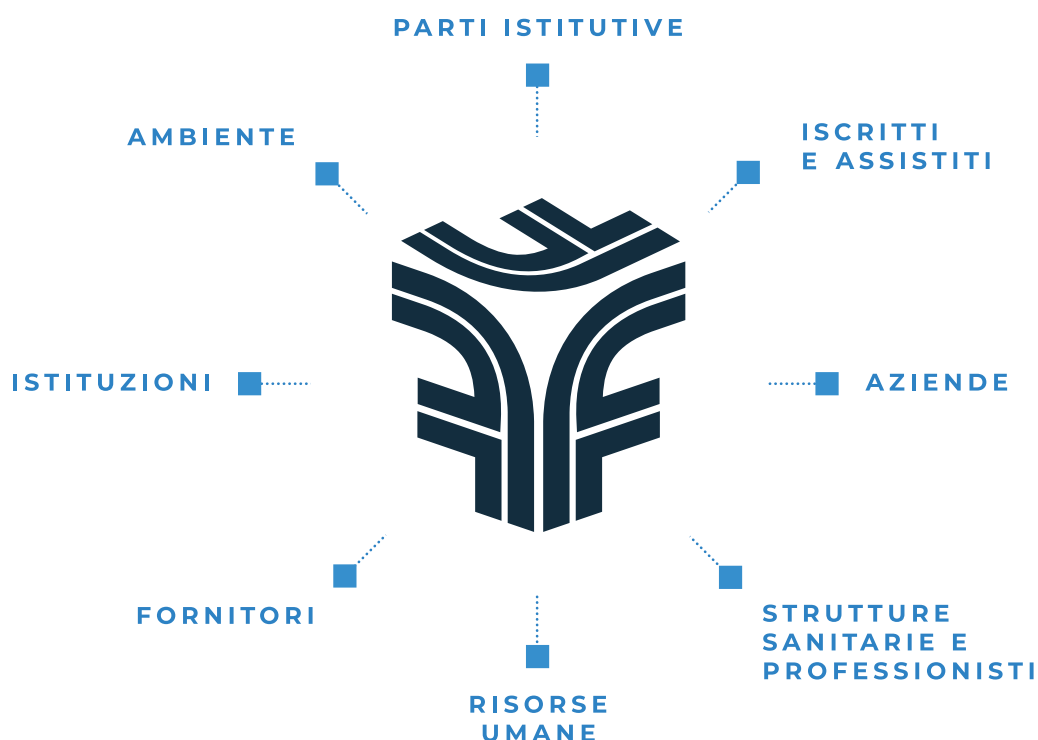 PARTI ISTITUTIVE
AMBIENTE
ISCRITTI
E ASSISTITI
ISTITUZIONI
AZIENDE
FORNITORI
STRUTTURE
SANITARIE E
PROFESSIONISTI
RISORSE
UMANE